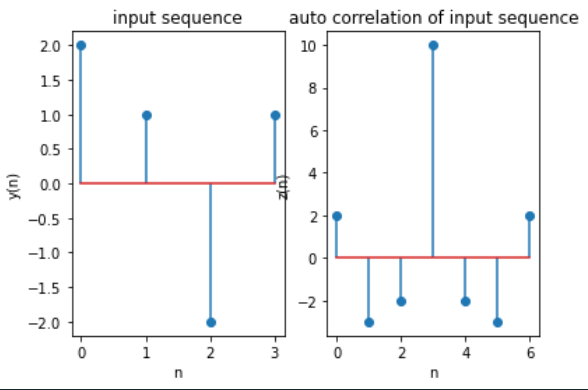 input sequence
auto correlation of input sequence
2.0
1.5
1.0
0.5
0.0
−0.5
−1.0
−1.5
−2.0
y(n)
0 1 2 3
n
10
8
6
4
2
0
−2
z(n)
0 2 4 6
n